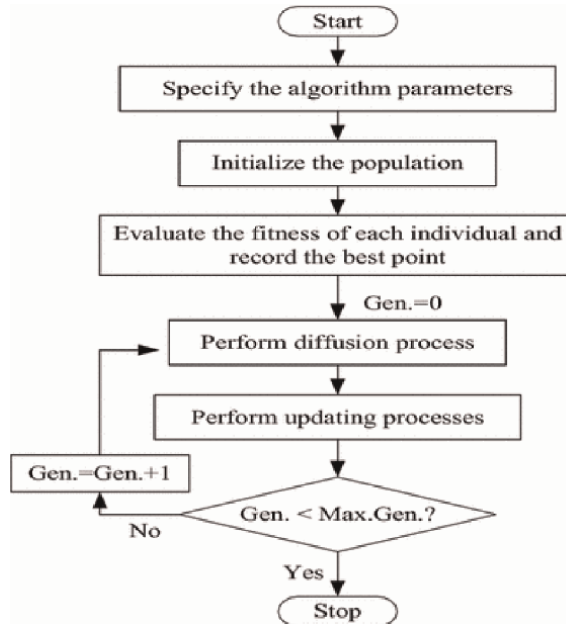 Start
Specify the algorithm parameters
Initialize the population
Evaluate the fitness of each individual and
record the best point
Gen.=0
Perform diffusion process
Perform updating processes
Gen.=Gen.+1
Gen. < Max.Gen.?
No
Yes
Stop